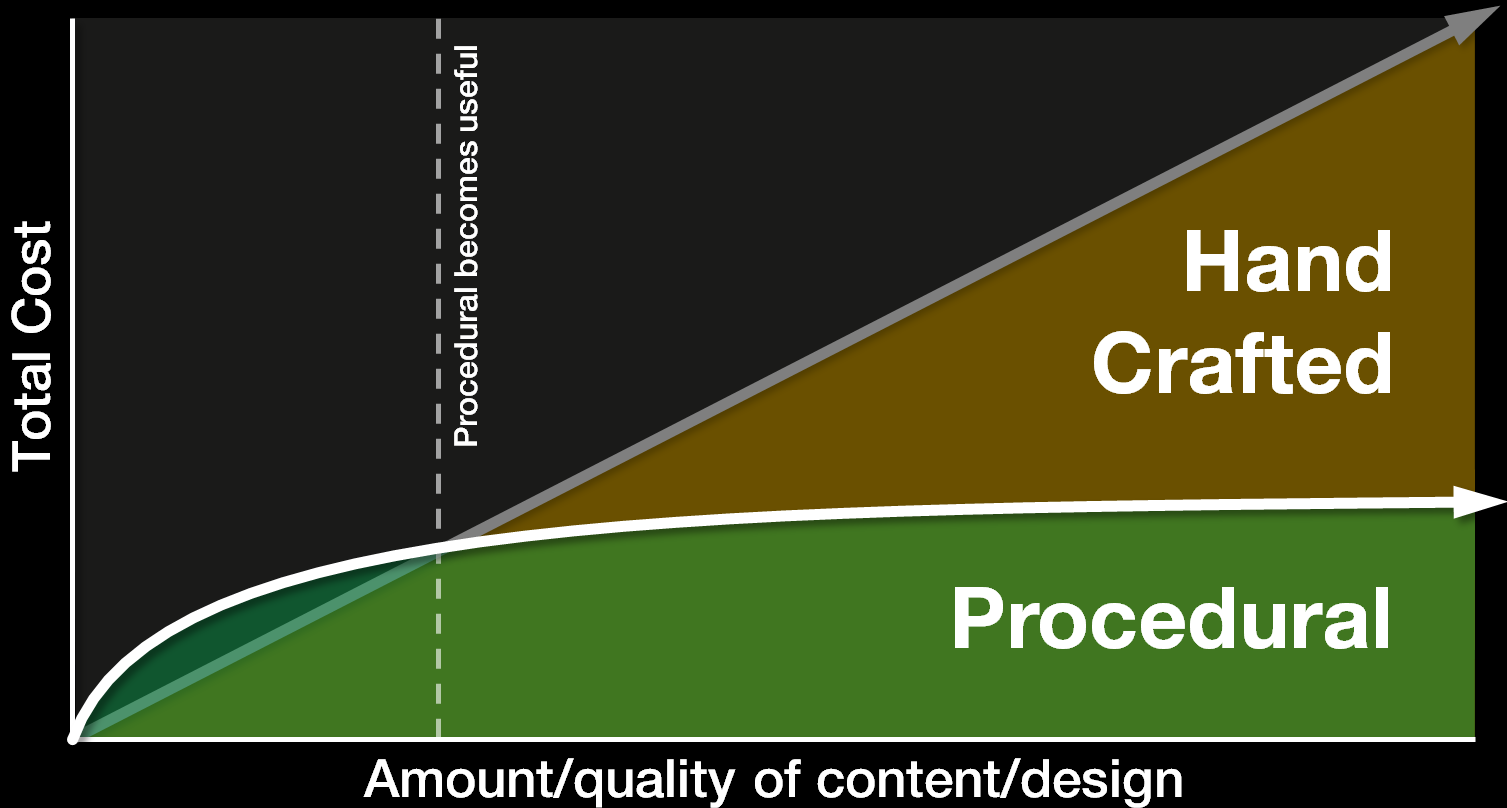 Total Cost
Procedural becomes useful
Hand
Crafted
Procedural
Amount/quality of content/design